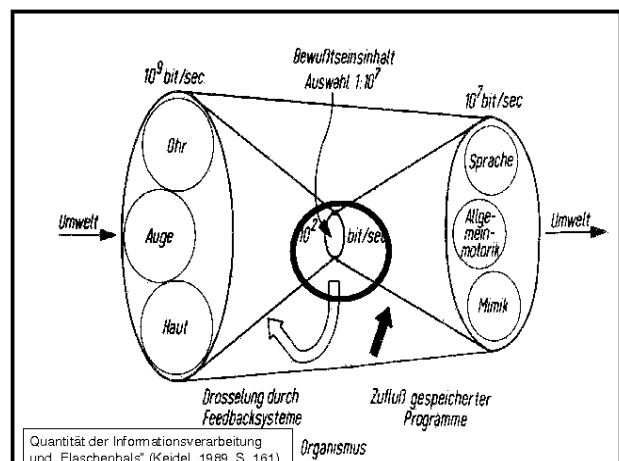 Bewußtseinsinhalt
Auswahl 1:10⁷
10⁹ bit/sec.
10⁷ bit/sec
Ohr
Sprache
Umwelt
Auge
10² bit/sec
Allge-
mein-
motorik
Umwelt
Haut
Mimik
Drosselung durch
Feedbacksysteme
Zufluß gespeicherter
Programme
Organismus
Quantität der Informationsverarbeitung
und „Flaschenhals" (Keidel, 1989, S. 161)